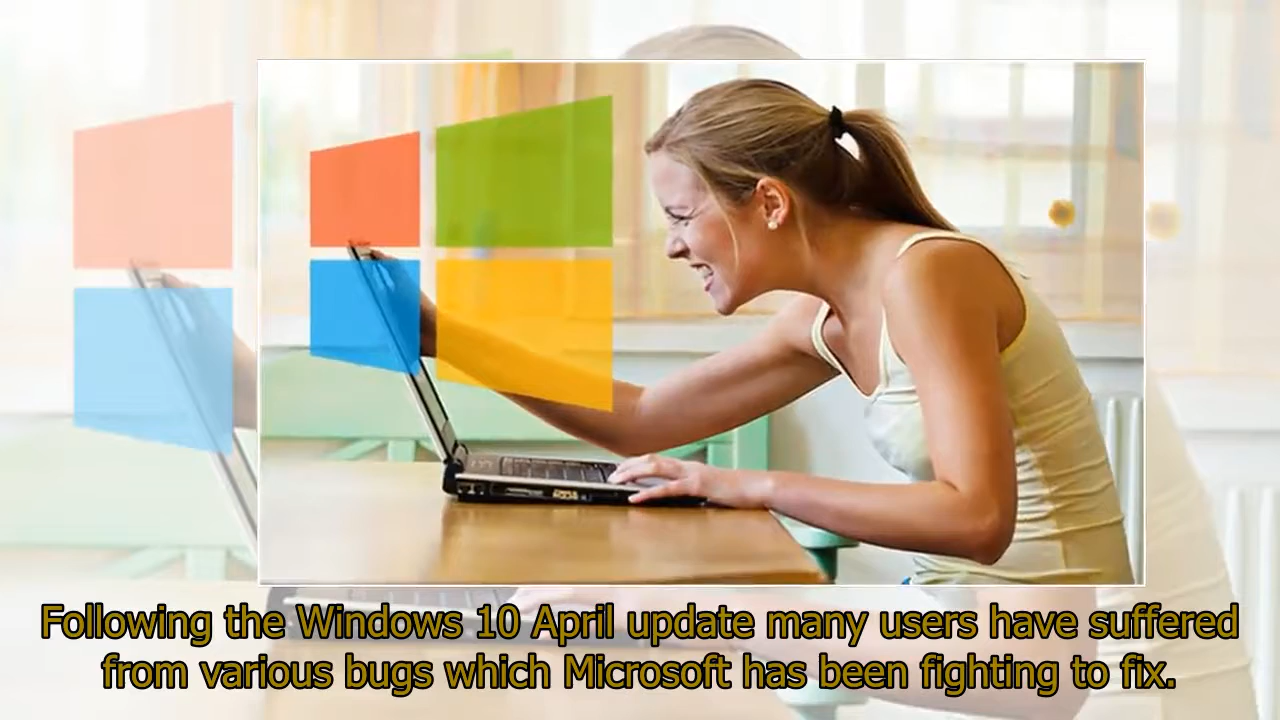 Following the Windows 10 April update many users have suffered
from various bugs which Microsoft has been fighting to fix.